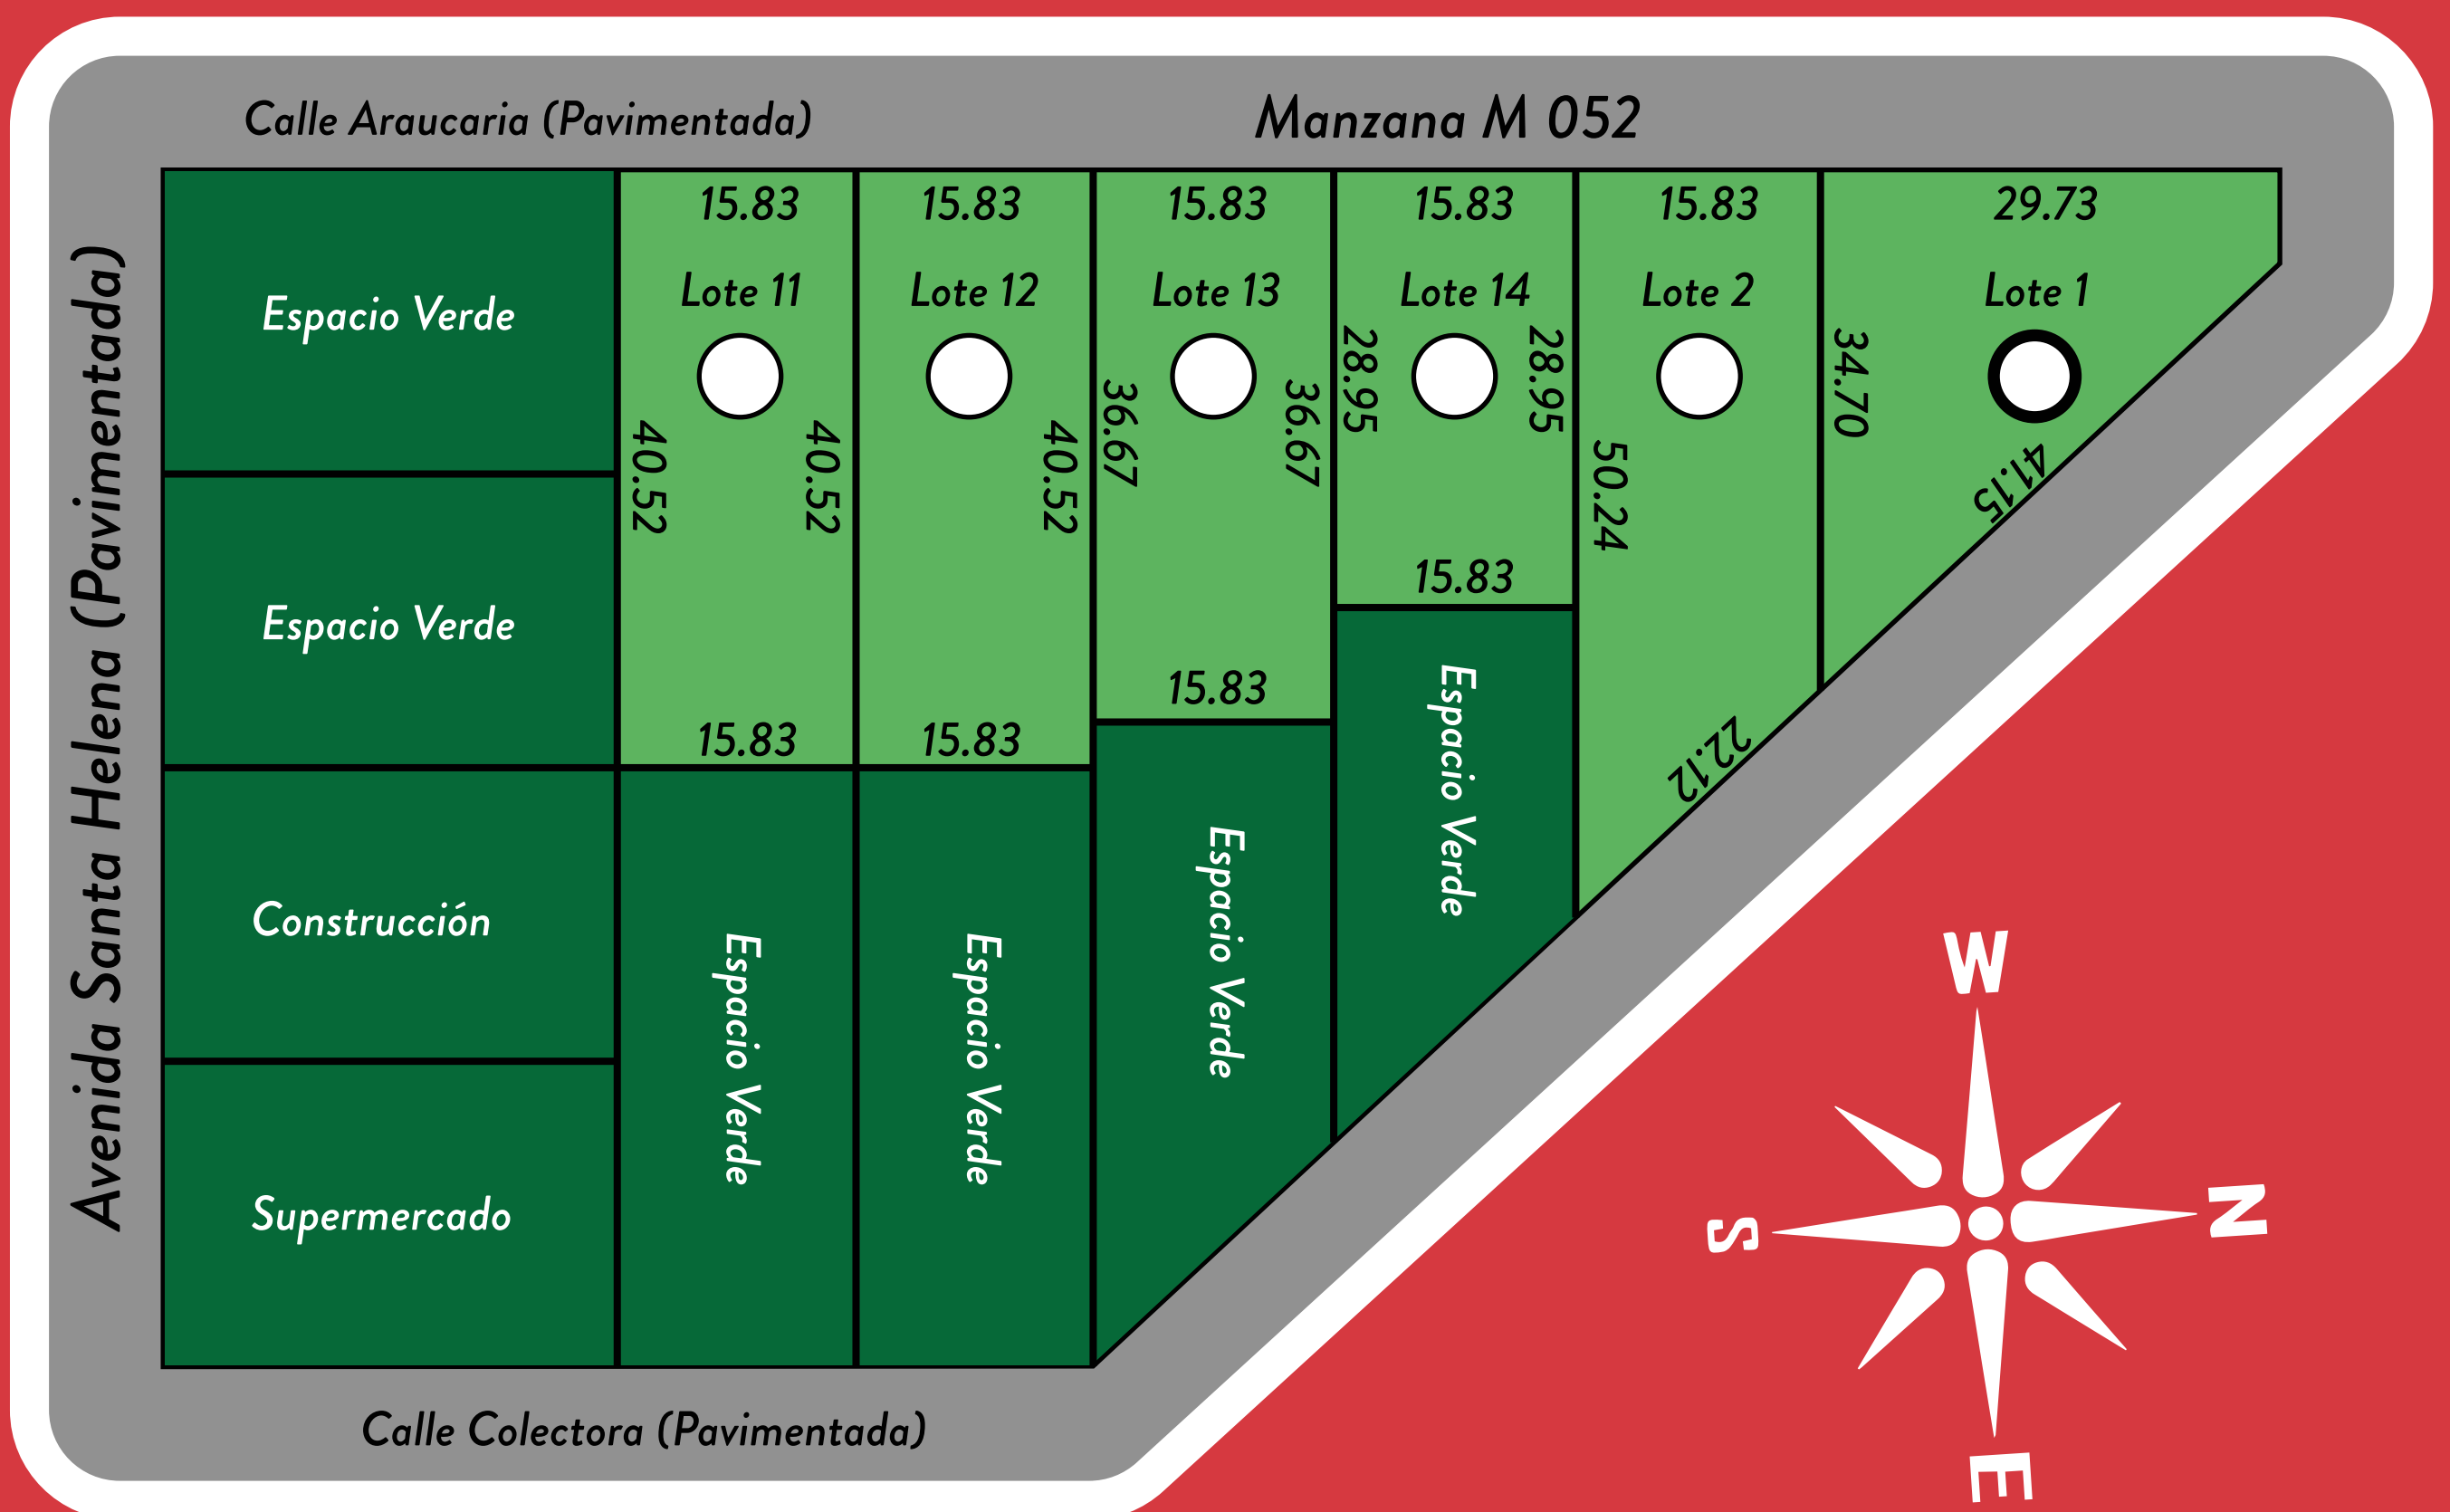 Calle Araucaria (Pavimentada)
Manzana M 052
Avenida Santa Helena (Pavimentada)
Espacio Verde
Espacio Verde
Construcción
Supermercado
15.83
Lote 11
40.52
40.52
15.83
15.83
Lote 12
40.52
15.83
15.83
Lote 13
36.67
36.67
15.83
15.83
Lote 14
28.95
28.95
15.83
15.83
Lote 2
50.24
22.12
29.73
Lote 1
34.70
41.15
Espacio Verde
Espacio Verde
Espacio Verde
Espacio Verde
Calle Colectora (Pavimentada)
W
N
S
E